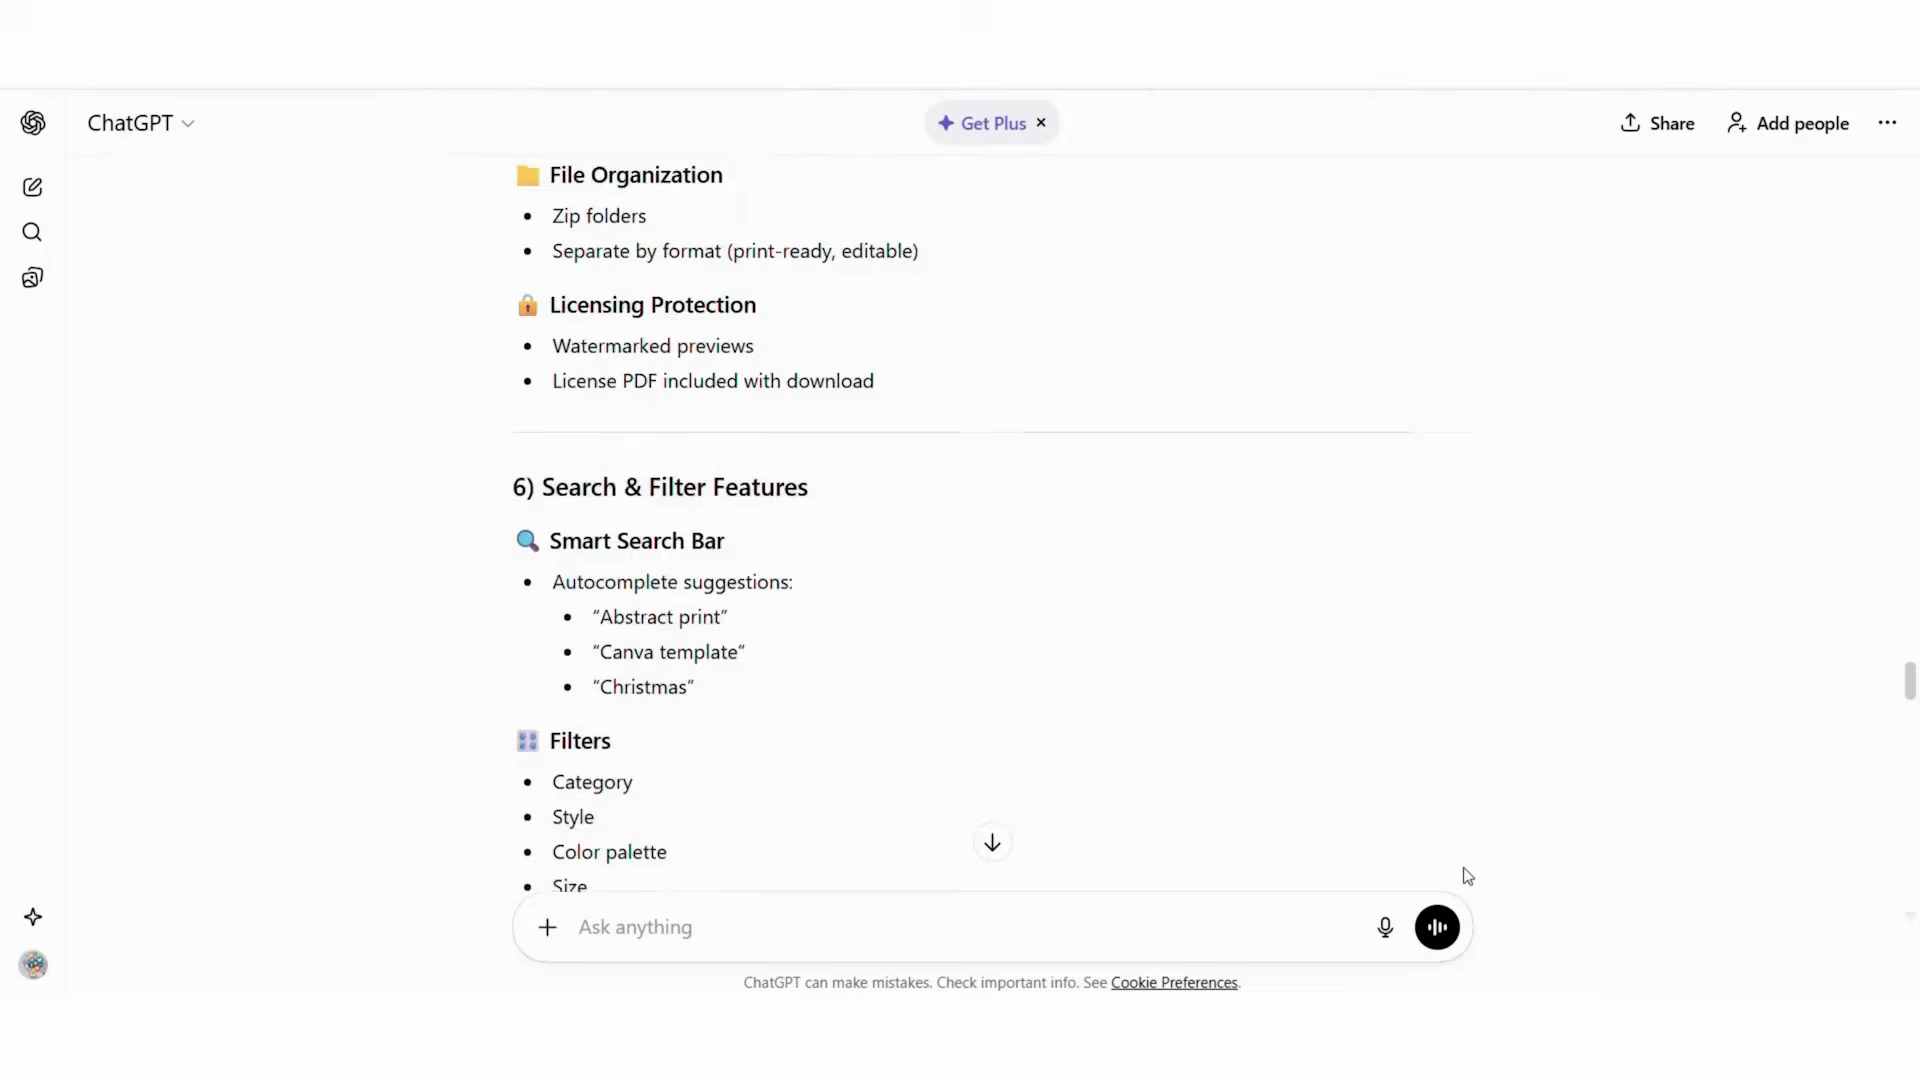 ChatGPT
Get Plus ×
Share
Add people
File Organization
• Zip folders
• Separate by format (print-ready, editable)
Licensing Protection
• Watermarked previews
• License PDF included with download
6) Search & Filter Features
Smart Search Bar
• Autocomplete suggestions:
• “Abstract print”
• “Canva template”
• “Christmas”
Filters
• Category
• Style
• Color palette
• Size
Ask anything
ChatGPT can make mistakes. Check important info. See Cookie Preferences.